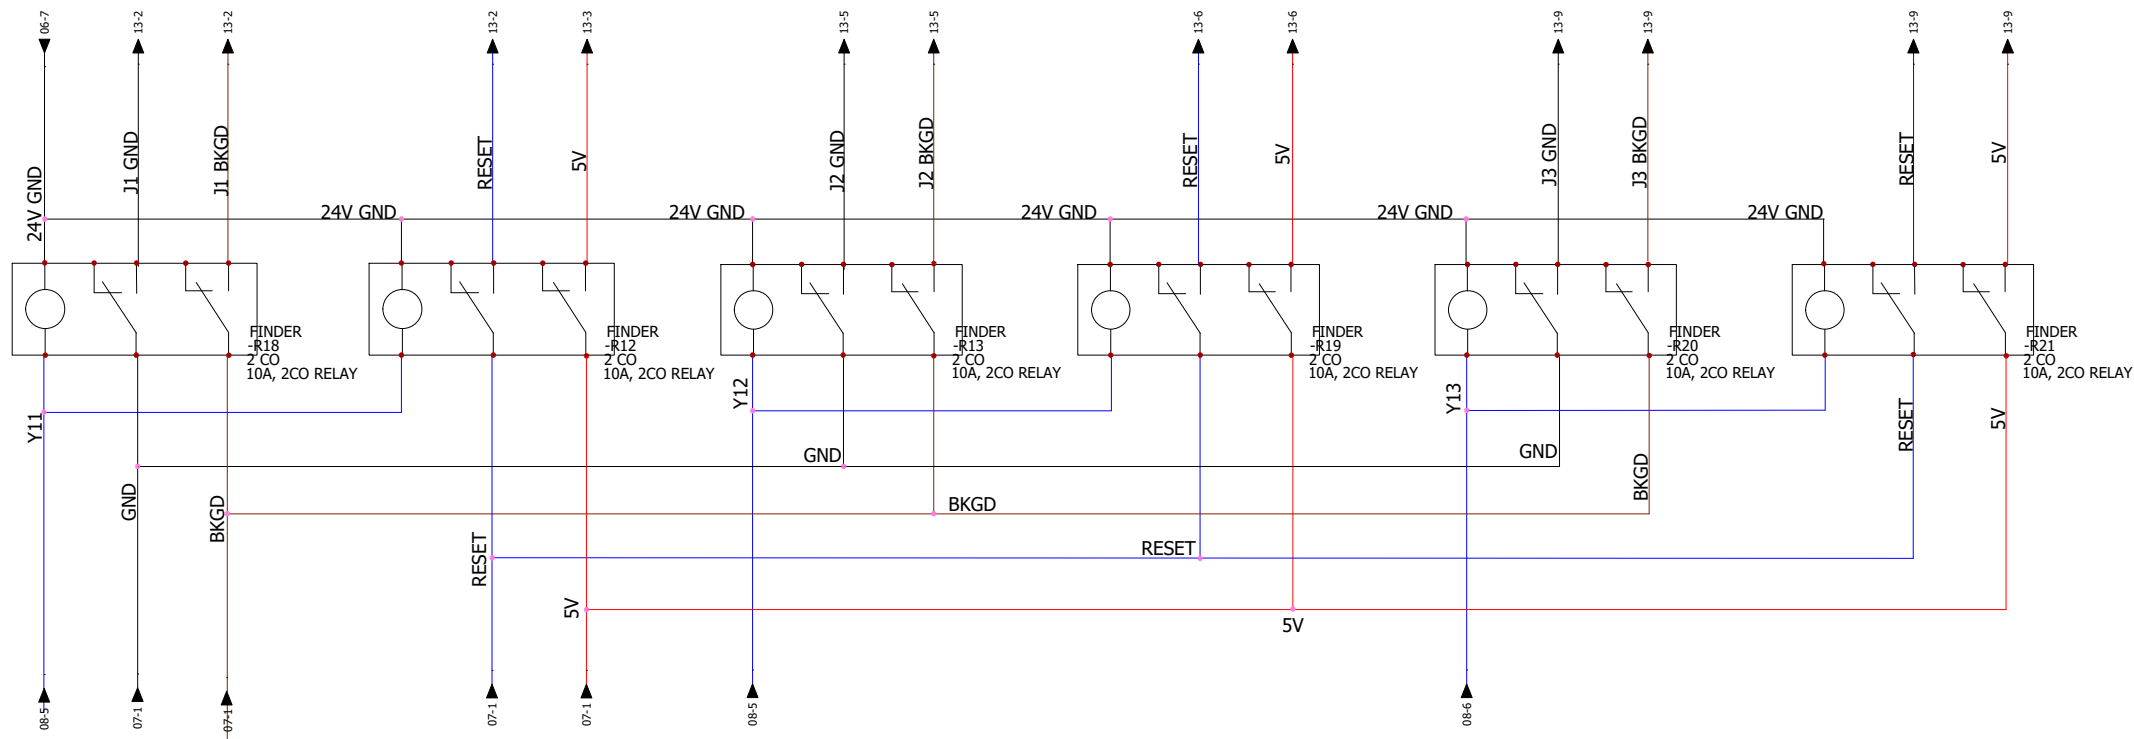 06-7
13-2
13-2
13-2
13-3
13-5
13-5
13-6
13-6
13-9
13-9
13-9
13-9
24V GND
J1 GND
J1 BKGD
RESET
5V
J2 GND
J2 BKGD
RESET
5V
J3 GND
J3 BKGD
RESET
5V
24V GND
24V GND
24V GND
24V GND
24V GND
FINDER
-R18
2 CO
10A, 2CO RELAY
FINDER
-R12
2 CO
10A, 2CO RELAY
FINDER
-R13
2 CO
10A, 2CO RELAY
FINDER
-R19
2 CO
10A, 2CO RELAY
FINDER
-R20
2 CO
10A, 2CO RELAY
FINDER
-R21
2 CO
10A, 2CO RELAY
Y11
Y12
Y13
RESET
5V
GND
GND
GND
BKGD
BKGD
BKGD
RESET
RESET
5V
5V
08-5
07-1
07-1
07-1
07-1
08-5
08-6